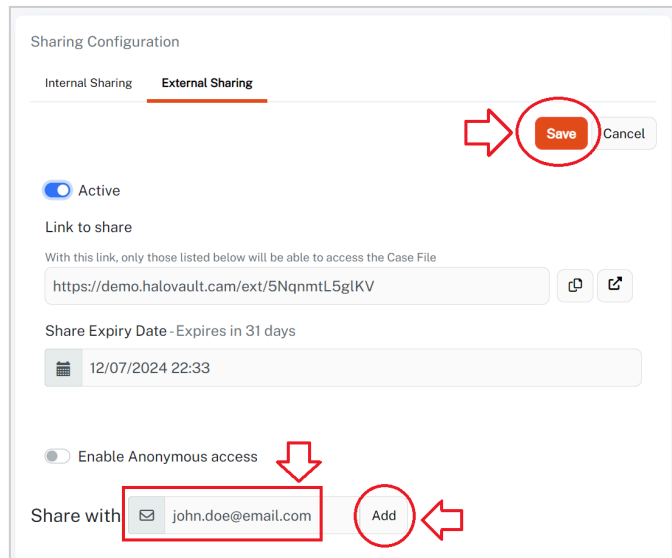 Sharing Configuration
Internal Sharing External Sharing
Save Cancel
Active
Link to share
With this link, only those listed below will be able to access the Case File
https://demo.halovault.cam/ext/5NqnmtL5glKV
Share Expiry Date - Expires in 31 days
12/07/2024 22:33
Enable Anonymous access
Share with john.doe@email.com Add